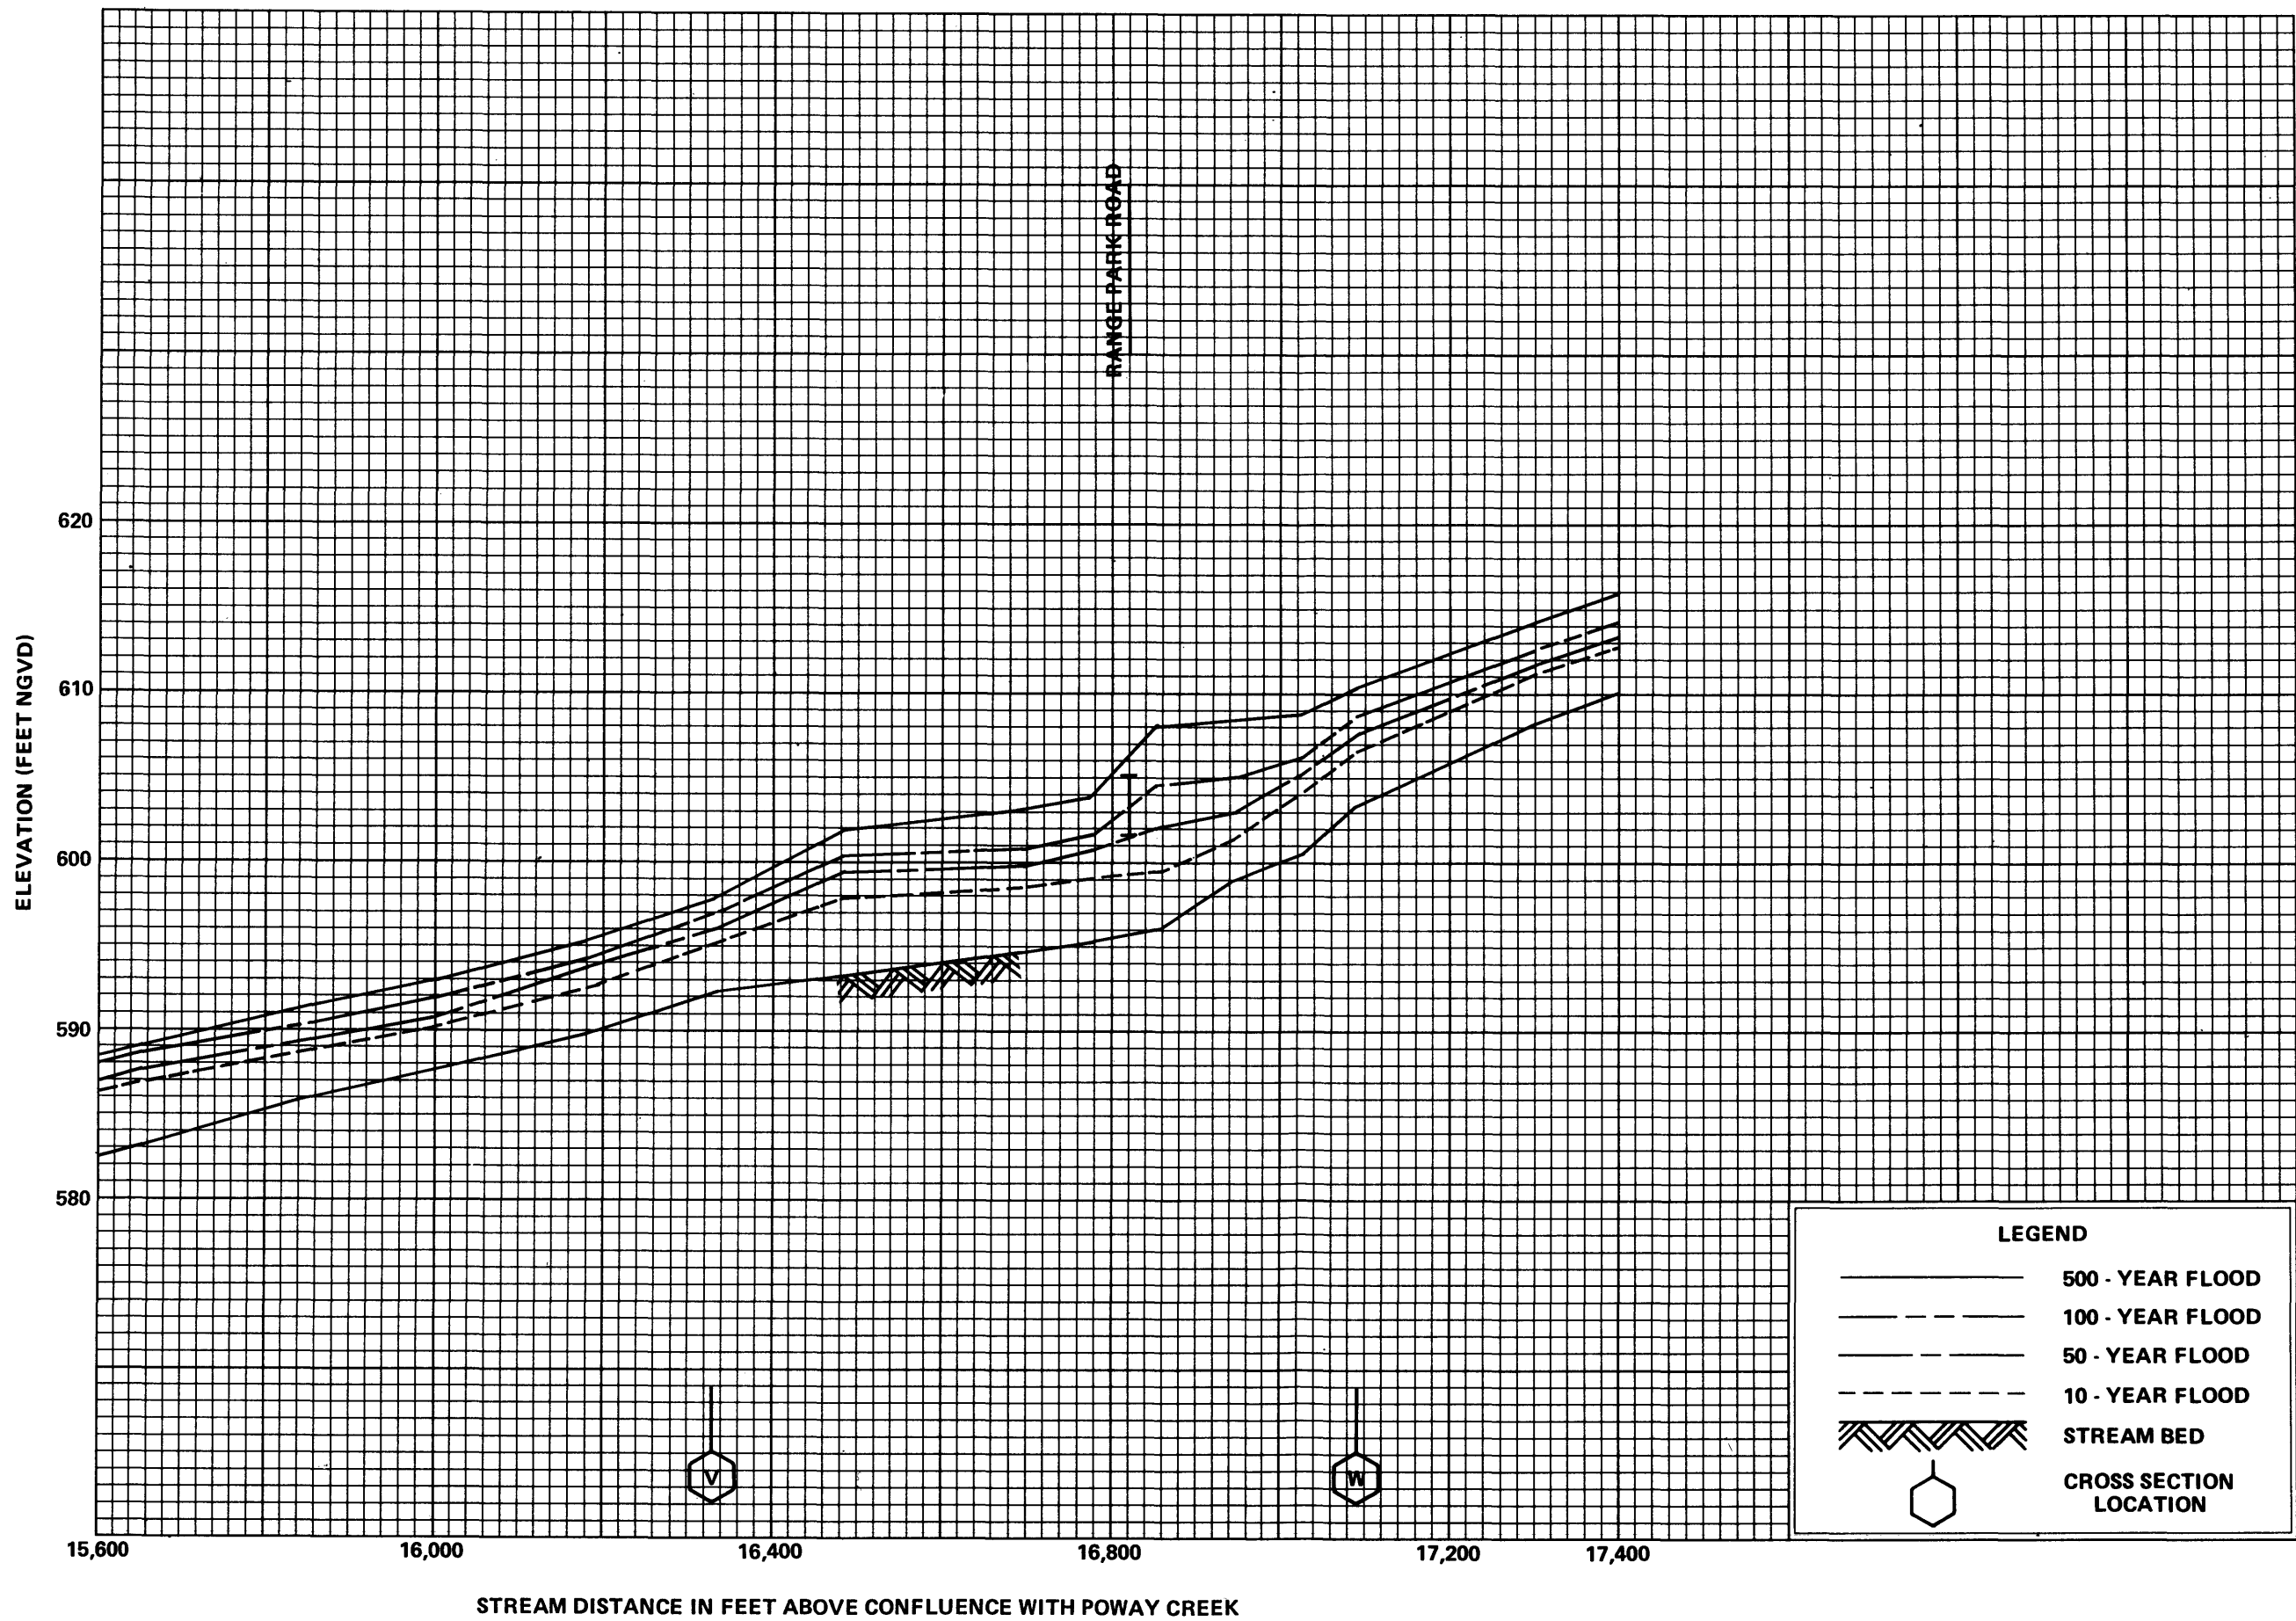 RANGE PARK ROAD
ELEVATION (FEET NGVD)
620
610
600
590
580
V
W
15,600
16,000
16,400
16,800
17,200
17,400
STREAM DISTANCE IN FEET ABOVE CONFLUENCE WITH POWAY CREEK
LEGEND
500 - YEAR FLOOD
100 - YEAR FLOOD
50 - YEAR FLOOD
10 - YEAR FLOOD
STREAM BED
CROSS SECTION
LOCATION